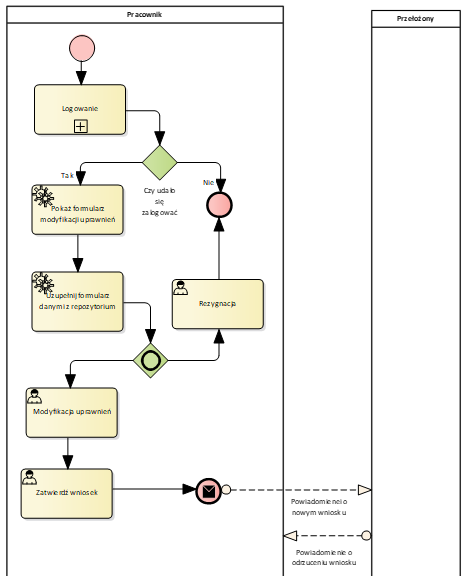 Pracownik
Przełożony
Logowanie
Tak
Czy udało
się
zalogować
Nie
Pokaż formularz
modyfikacji uprawnień
Uzupełnij formularz
danymi z repozytorium
Rezygnacja
Modyfikacja uprawnień
Zatwierdź wniosek
Powiadomienei o
nowym wniosku
Powiadomienie o
odrzuceniu wniosku